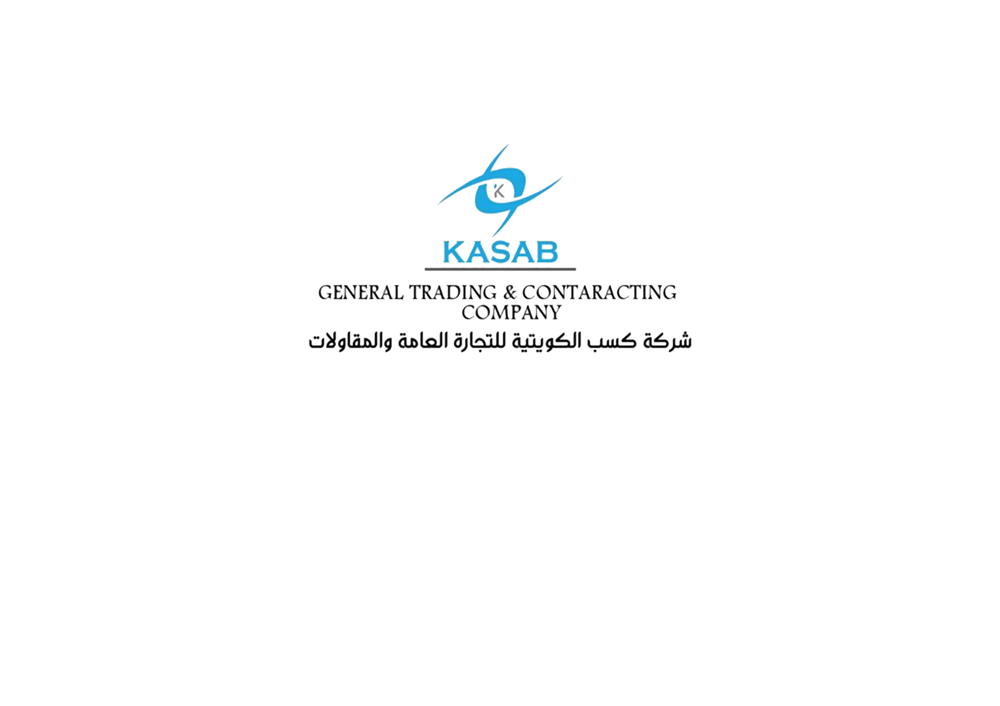 K
KASAB
GENERAL TRADING & CONTARACTING
COMPANY
شركة كسب الكويتية للتجارة العامة والمقاولات